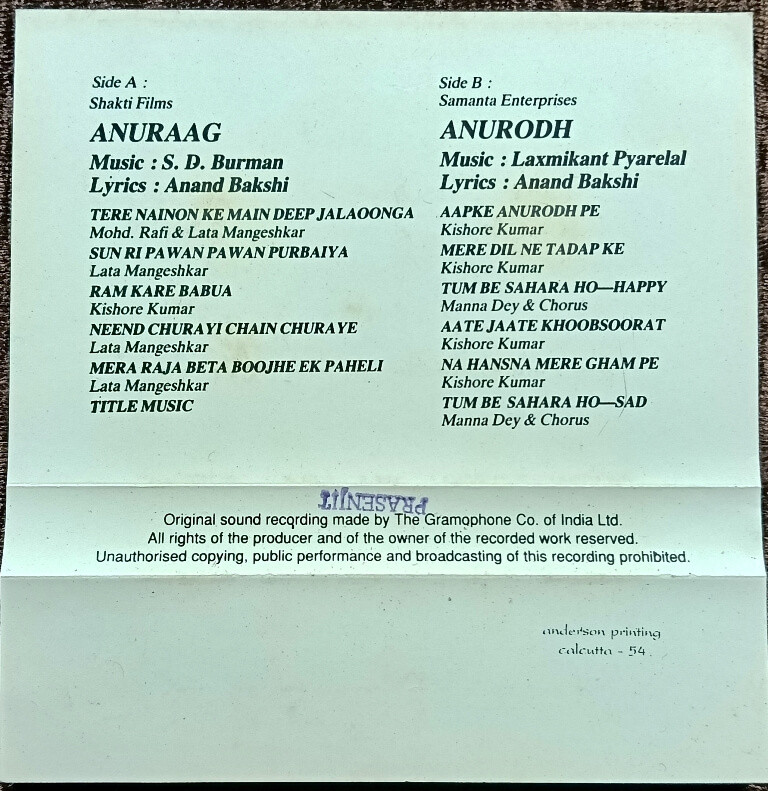 Side A :
Shakti Films
ANURAAG
Music : S. D. Burman
Lyrics : Anand Bakshi
TERE NAINON KE MAIN DEEP JALAOONGA
Mohd. Rafi & Lata Mangeshkar
SUN RI PAWAN PAWAN PURBAIYA
Lata Mangeshkar
RAM KARE BABUA
Kishore Kumar
NEEND CHURAYI CHAIN CHURAYE
Lata Mangeshkar
MERA RAJA BETA BOOJHE EK PAHELI
Lata Mangeshkar
TITLE MUSIC
Side B :
Samanta Enterprises
ANURODH
Music : Laxmikant Pyarelal
Lyrics : Anand Bakshi
AAPKE ANURODH PE
Kishore Kumar
MERE DIL NE TADAP KE
Kishore Kumar
TUM BE SAHARA HO—HAPPY
Manna Dey & Chorus
AATE JAATE KHOOBSOORAT
Kishore Kumar
NA HANSNA MERE GHAM PE
Kishore Kumar
TUM BE SAHARA HO—SAD
Manna Dey & Chorus
PRASENJIT
Original sound recording made by The Gramophone Co. of India Ltd.
All rights of the producer and of the owner of the recorded work reserved.
Unauthorised copying, public performance and broadcasting of this recording prohibited.
anderson printing
calcutta - 54.